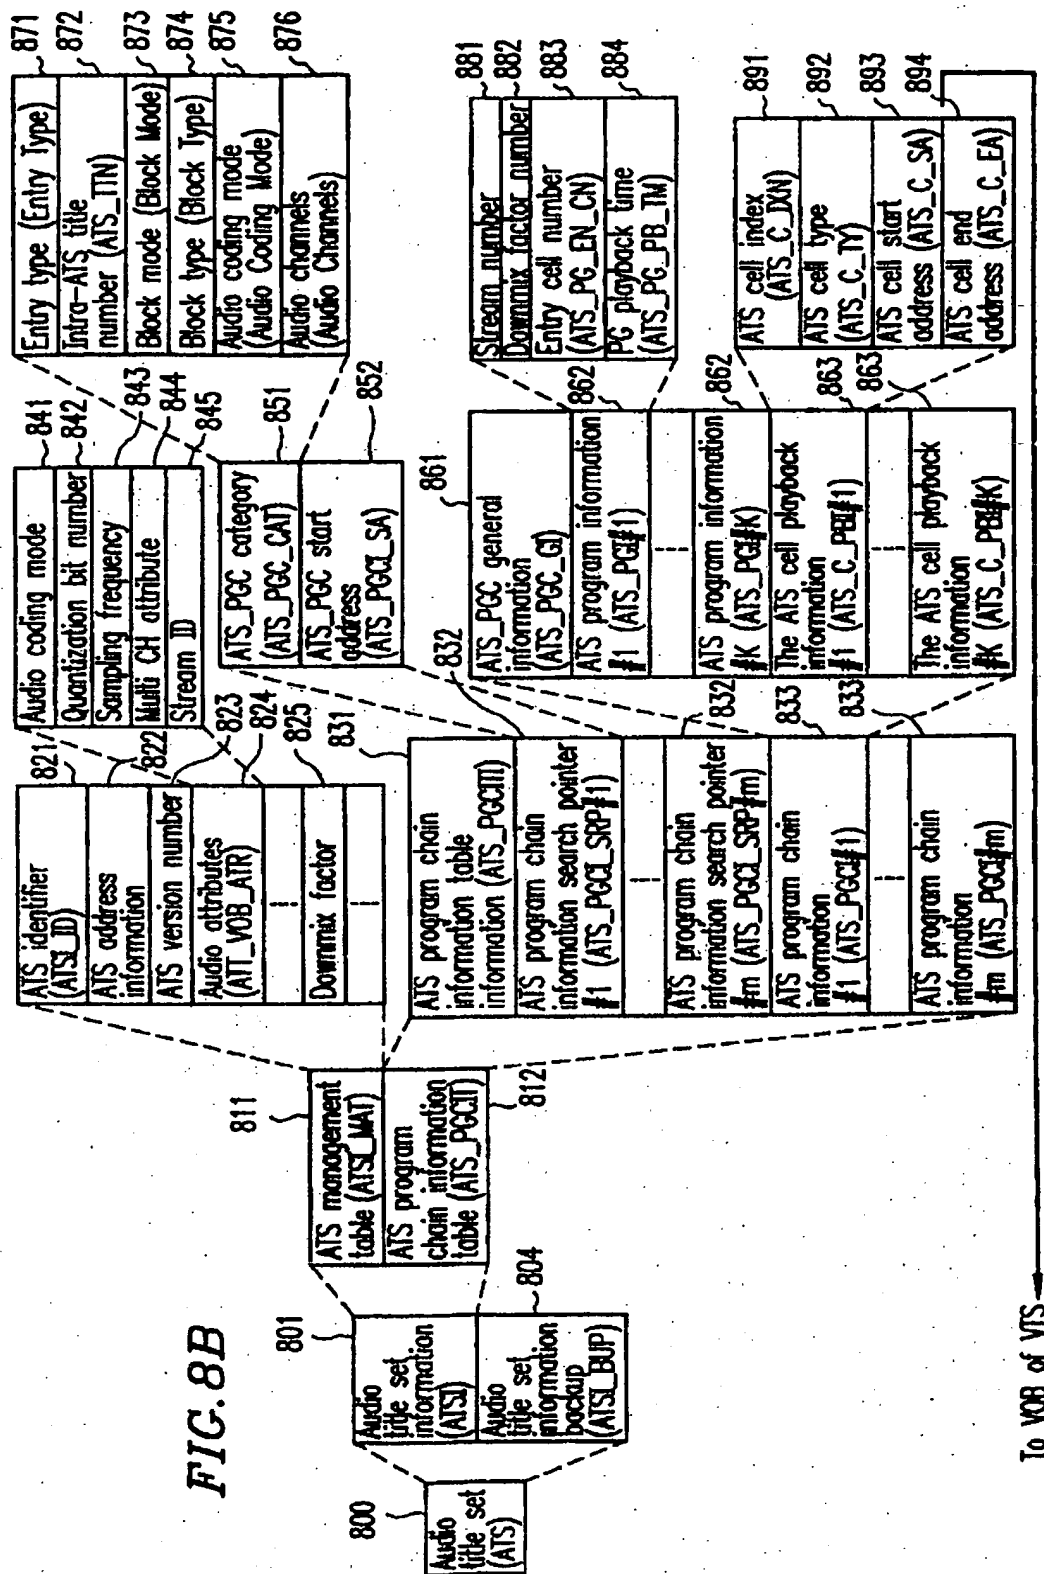 FIG. 8B
800
Audio
title set
(ATS)
801
Audio
title set
information
(ATSI)
Audio
title set
information
backup
(ATSI_BUP)
804
811
ATS management
table (ATSI_MAT)
ATS program
chain information
table (ATS_PGCIT)
812
ATS identifier
(ATSI_ID)
ATS address
information
ATS version number
Audio attributes
(ATT_VOB_ATR)
Downmix factor
821
822
823
824
825
Audio coding mode
Quantization bit number
Sampling frequency
Multi CH attribute
Stream ID
841
842
843
844
845
831
ATS program chain
information table
information (ATS_PGCITI)
ATS program chain
information search pointer
#1 (ATS_PGCI_SRP#1)
ATS program chain
information search pointer
#m (ATS_PGCI_SRP#m)
ATS program chain
information
#1 (ATS_PGCI#1)
ATS program chain
information
#m (ATS_PGCI#m)
832
832
833
833
ATS_PGC category
(ATS_PGC_CAT)
ATS_PGC start
address
(ATS_PGCI_SA)
851
852
Entry type (Entry Type)
Intra-ATS title
number (ATS_TTN)
Block mode (Block Mode)
Block type (Block Type)
Audio coding mode
(Audio Coding Mode)
Audio channels
(Audio Channels)
871
872
873
874
875
876
861
ATS_PGC general
information
(ATS_PGC_GI)
ATS program information
#1 (ATS_PGI#1)
ATS program information
#K (ATS_PGI#K)
The ATS cell playback
information
#1 (ATS_C_PBI#1)
The ATS cell playback
information
#K (ATS_C_PBI#K)
862
862
863
863
Stream number
Downmix factor number
Entry cell number
(ATS_PG_EN_CN)
PG playback time
(ATS_PG_PB_TM)
881
882
883
884
ATS cell index
(ATS_C_IXN)
ATS cell type
(ATS_C_TY)
ATS cell start
address (ATS_C_SA)
ATS cell end
address (ATS_C_EA)
891
892
893
894
To VOB of VTS